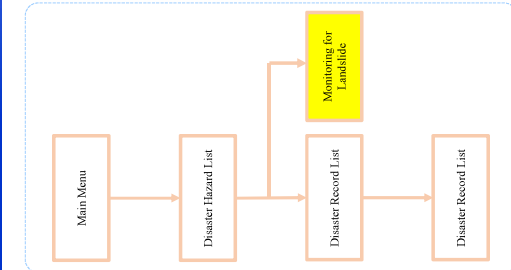 Main Menu
Disaster Hazard List
Monitoring for
Landslide
Disaster Record List
Disaster Record List